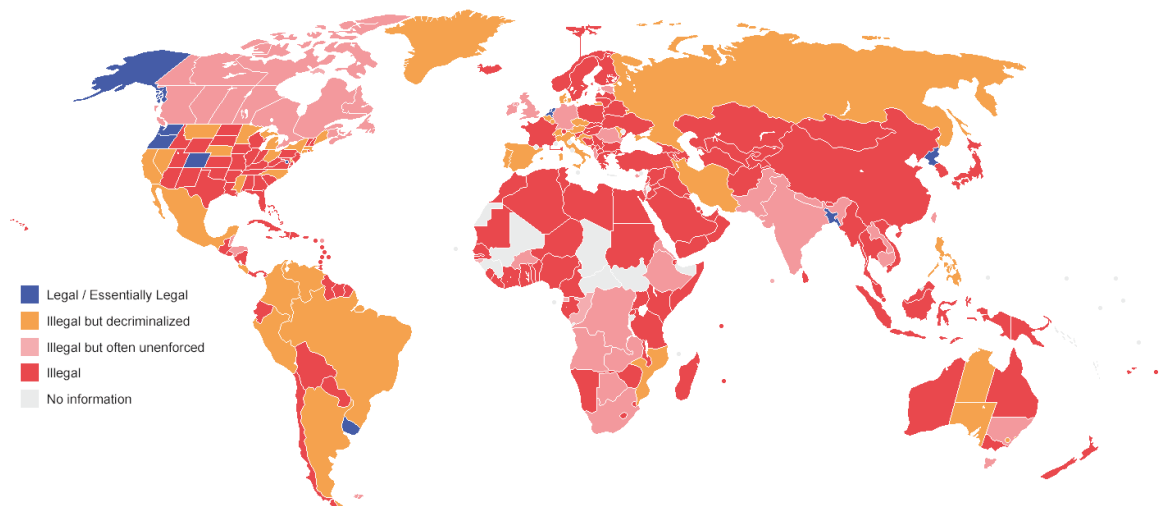 Legal / Essentially Legal
Illegal but decriminalized
Illegal but often unenforced
Illegal
No information